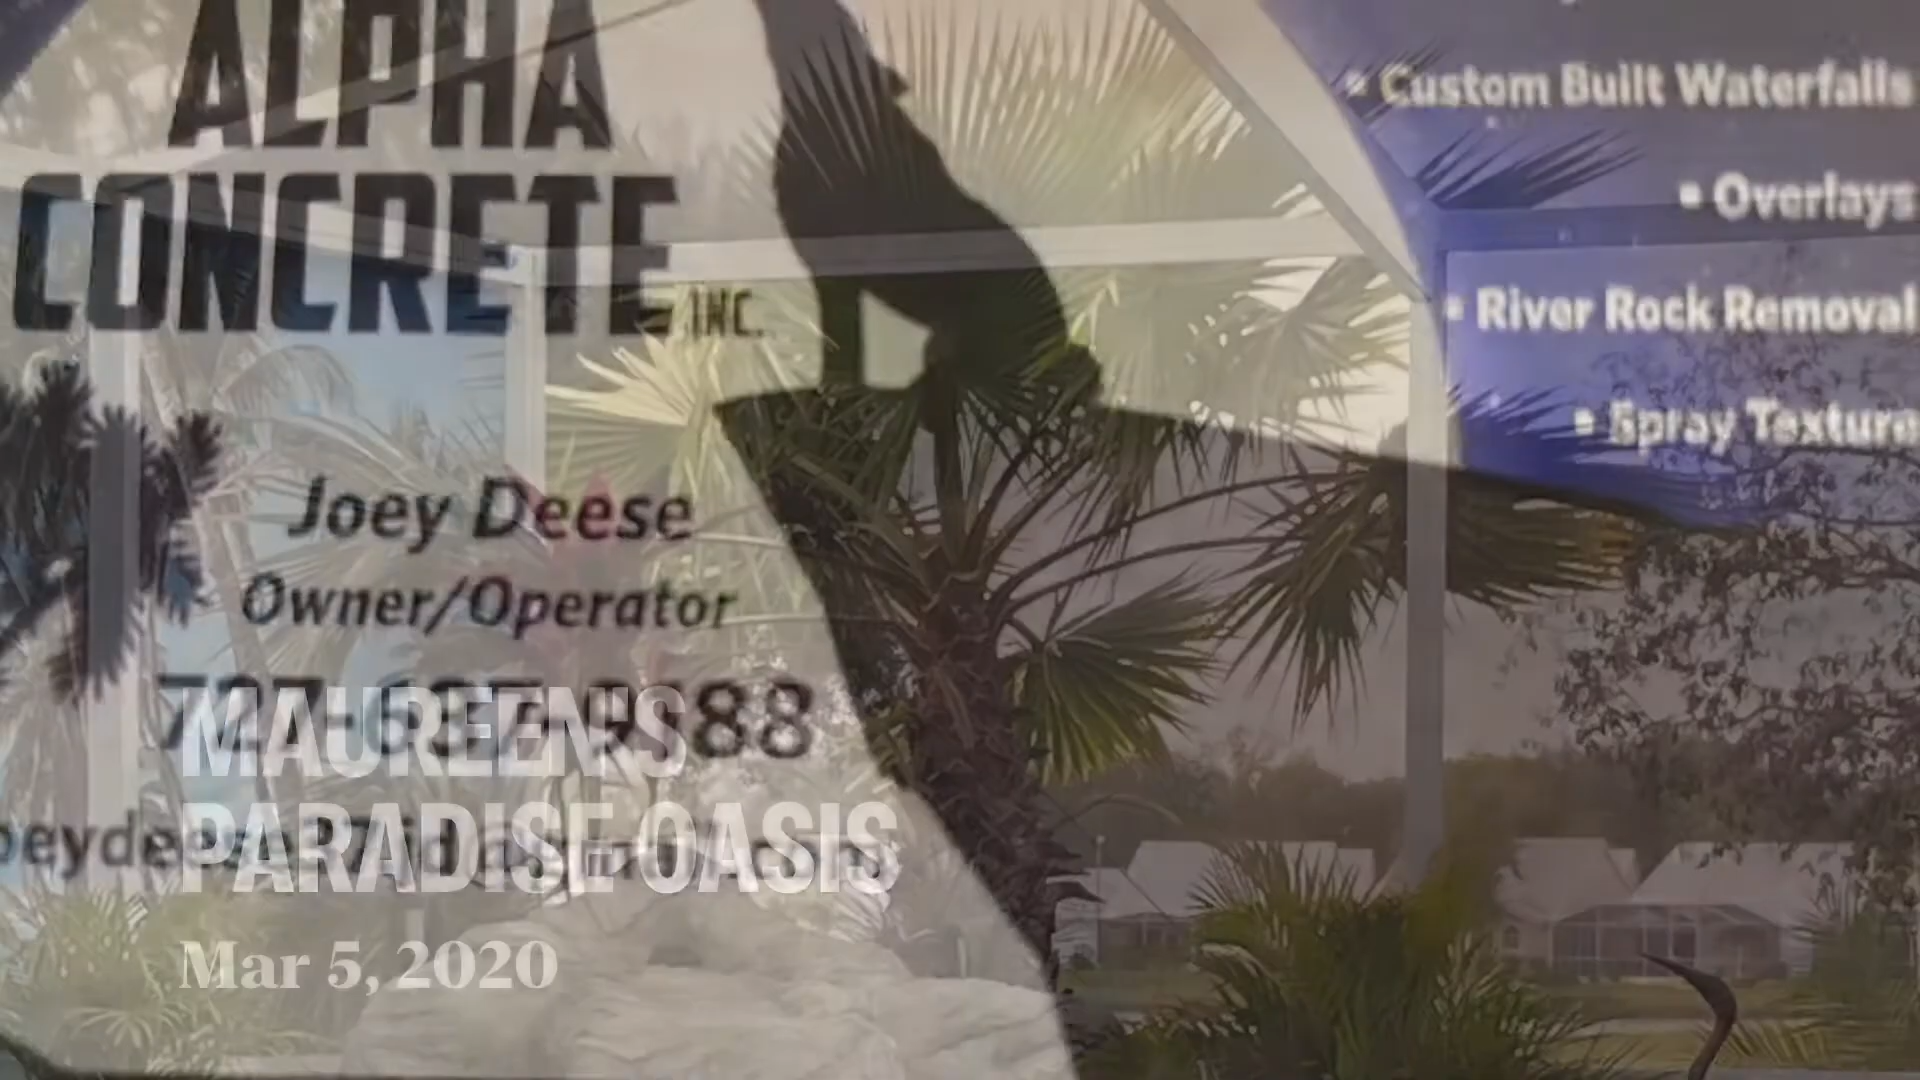 ALPHA
CONCRETE INC.
Joey Deese
Owner/Operator
MAUREEN'S
PARADISE OASIS
Mar 5, 2020
• Custom Built Waterfalls
• Overlays
• River Rock Removal
• Spray Texture